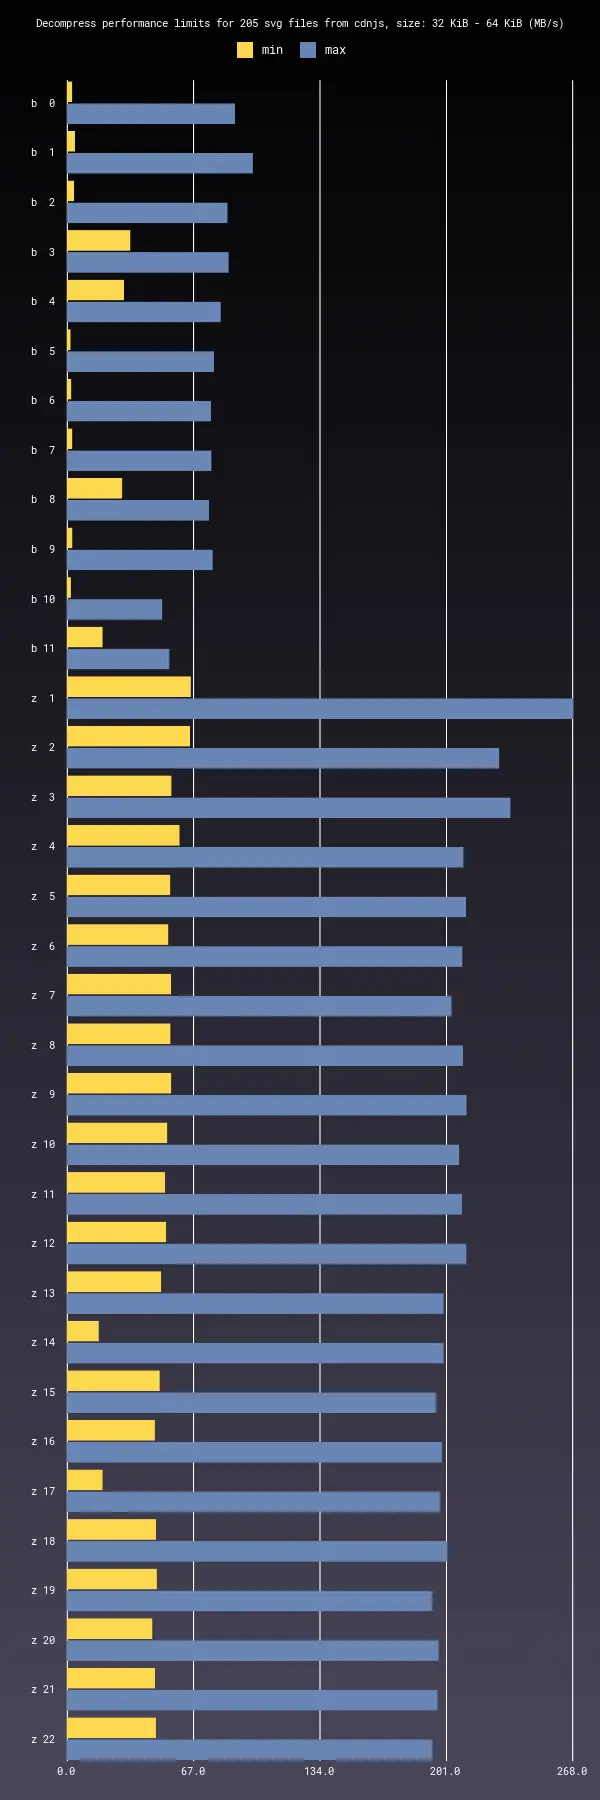 Decompress performance limits for 205 svg files from cdnjs, size: 32 KiB - 64 KiB (MB/s)
min max
b 0
b 1
b 2
b 3
b 4
b 5
b 6
b 7
b 8
b 9
b 10
b 11
z 1
z 2
z 3
z 4
z 5
z 6
z 7
z 8
z 9
z 10
z 11
z 12
z 13
z 14
z 15
z 16
z 17
z 18
z 19
z 20
z 21
z 22
0.0 67.0 134.0 201.0 268.0